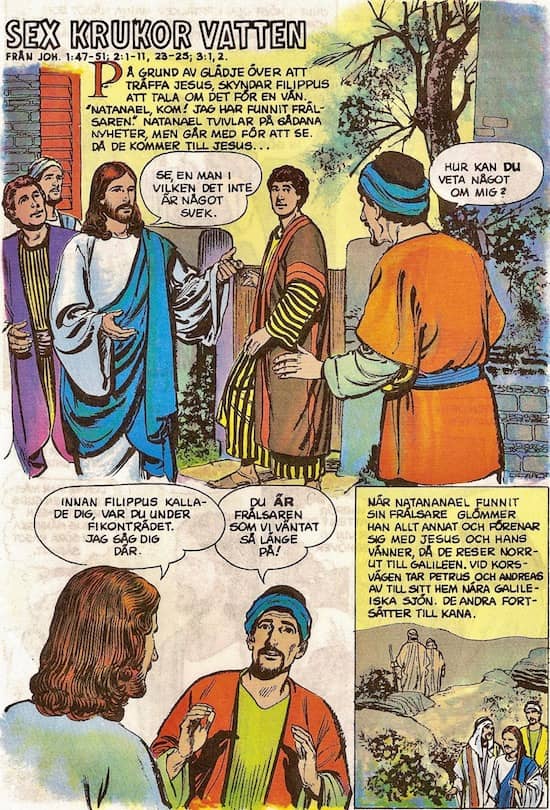 SEX KRUKOR VATTEN
FRÅN JOH. 1:47-51; 2:1-11, 23-25; 3:1,2.
PÅ GRUND AV GLÄDJE ÖVER ATT
TRÄFFA JESUS, SKYNDAR FILIPPUS
ATT TALA OM DET FÖR EN VÄN.
"NATANAEL, KOM! JAG HAR FUNNIT FRÄL-
SAREN." NATANAEL TVIVLAR PÅ SÅDANA
NYHETER, MEN GÅR MED FÖR ATT SE.
DÅ DE KOMMER TILL JESUS...
SE, EN MAN I
VILKEN DET INTE
ÄR NÅGOT
SVEK.
HUR KAN DU
VETA NÅGOT
OM MIG?
INNAN FILIPPUS KALLA-
DE DIG, VAR DU UNDER
FIKONTRÄDET.
JAG SÅG DIG
DÄR.
DU ÄR
FRÄLSAREN
SOM VI VÄNTAT
SÅ LÄNGE
PÅ!
NÄR NATANANAEL FUNNIT
SIN FRÄLSARE GLÖMMER
HAN ALLT ANNAT OCH FÖRENAR
SIG MED JESUS OCH HANS
VÄNNER, DÅ DE RESER NORR-
UT TILL GALILEEN. VID KORS-
VÄGEN TAR PETRUS OCH ANDREAS
AV TILL SITT HEM NÄRA GALILE-
ISKA SJÖN. DE ANDRA FORT-
SÄTTER TILL KANA.